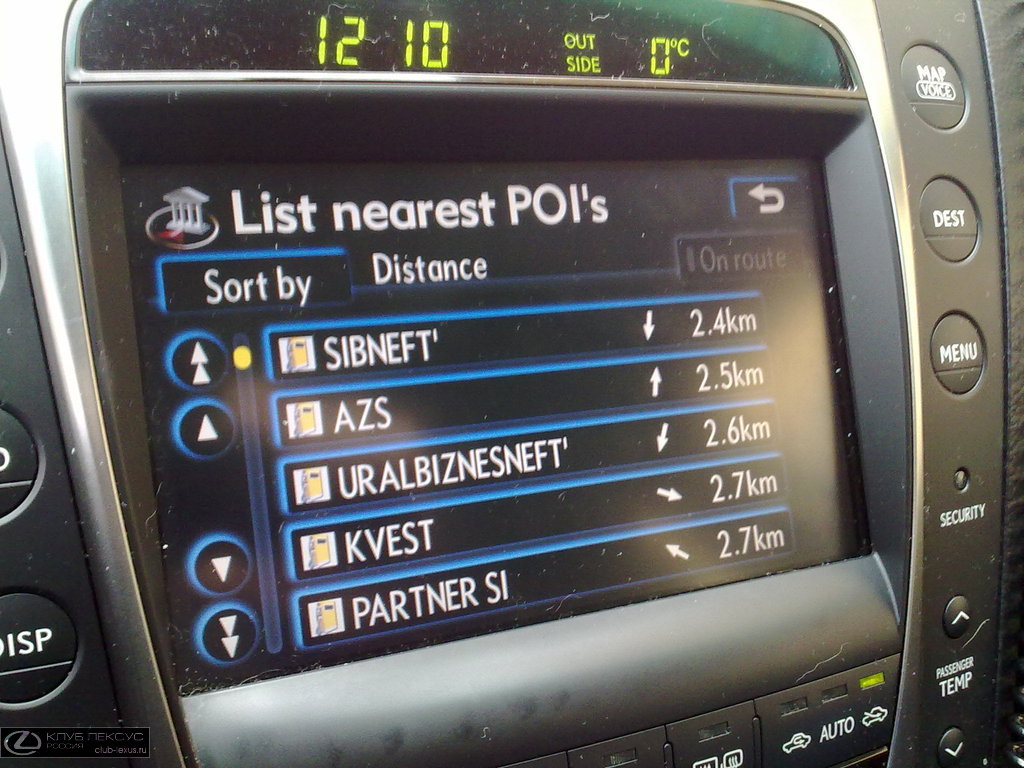 12 10 OUT SIDE 0°C
MAP VOICE
List nearest POI's
DEST
Sort by Distance On route
SIBNEFT' 2.4km
MENU
AZS 2.5km
URALBIZNESNEFT' 2.6km
KVEST 2.7km
SECURITY
PARTNER SI 2.7km
DISP
PASSENGER TEMP
AUTO
КЛУБ ЛЕКСУС
РОССИЯ club-lexus.ru